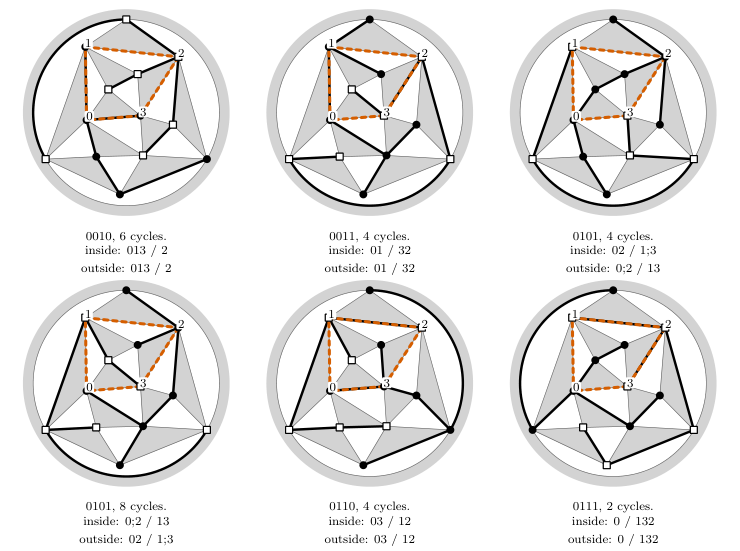 1
2
0
3
1
2
0
3
1
2
0
3
0010, 6 cycles.
inside: 013 / 2
outside: 013 / 2
0011, 4 cycles.
inside: 01 / 32
outside: 01 / 32
0101, 4 cycles.
inside: 02 / 1;3
outside: 0;2 / 13
1
2
0
3
1
2
0
3
1
2
0
3
0101, 8 cycles.
inside: 0;2 / 13
outside: 02 / 1;3
0110, 4 cycles.
inside: 03 / 12
outside: 03 / 12
0111, 2 cycles.
inside: 0 / 132
outside: 0 / 132